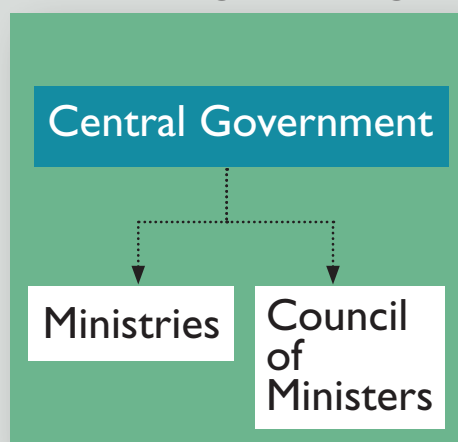 Central Government
Ministries
Council
of
Ministers